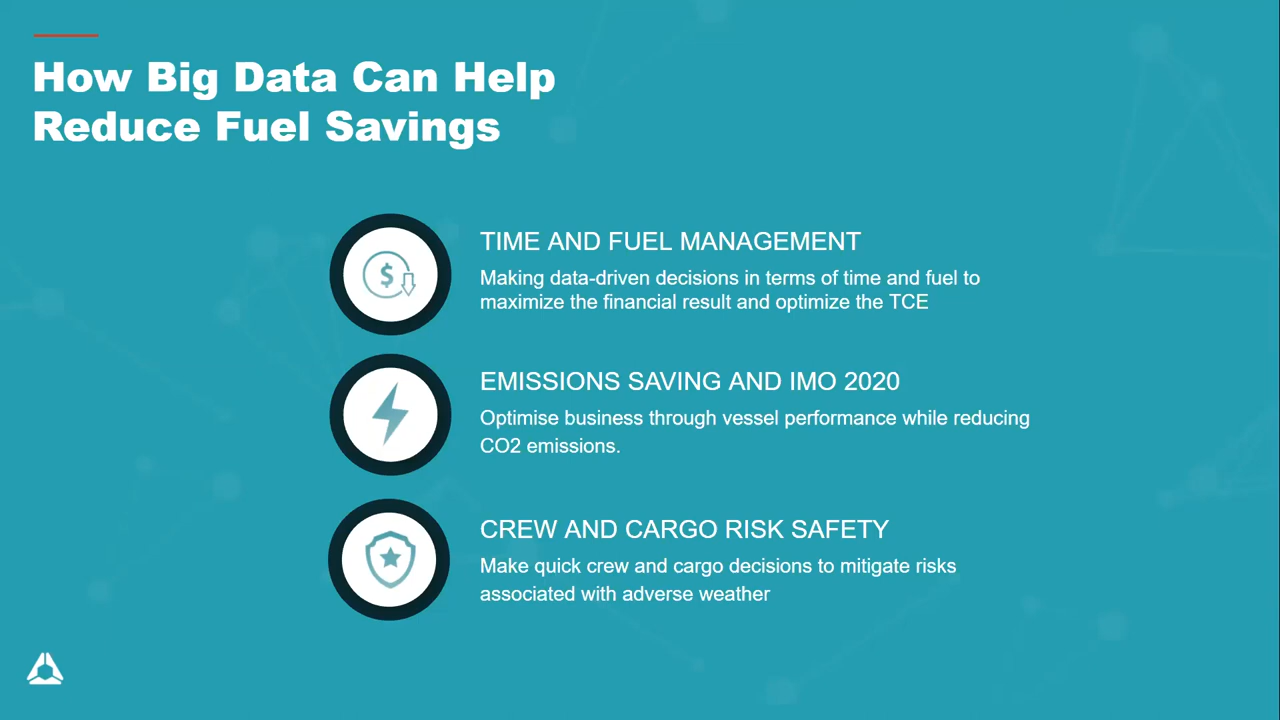 How Big Data Can Help
Reduce Fuel Savings
$
TIME AND FUEL MANAGEMENT
Making data-driven decisions in terms of time and fuel to
maximize the financial result and optimize the TCE
EMISSIONS SAVING AND IMO 2020
Optimise business through vessel performance while reducing
CO2 emissions.
CREW AND CARGO RISK SAFETY
Make quick crew and cargo decisions to mitigate risks
associated with adverse weather